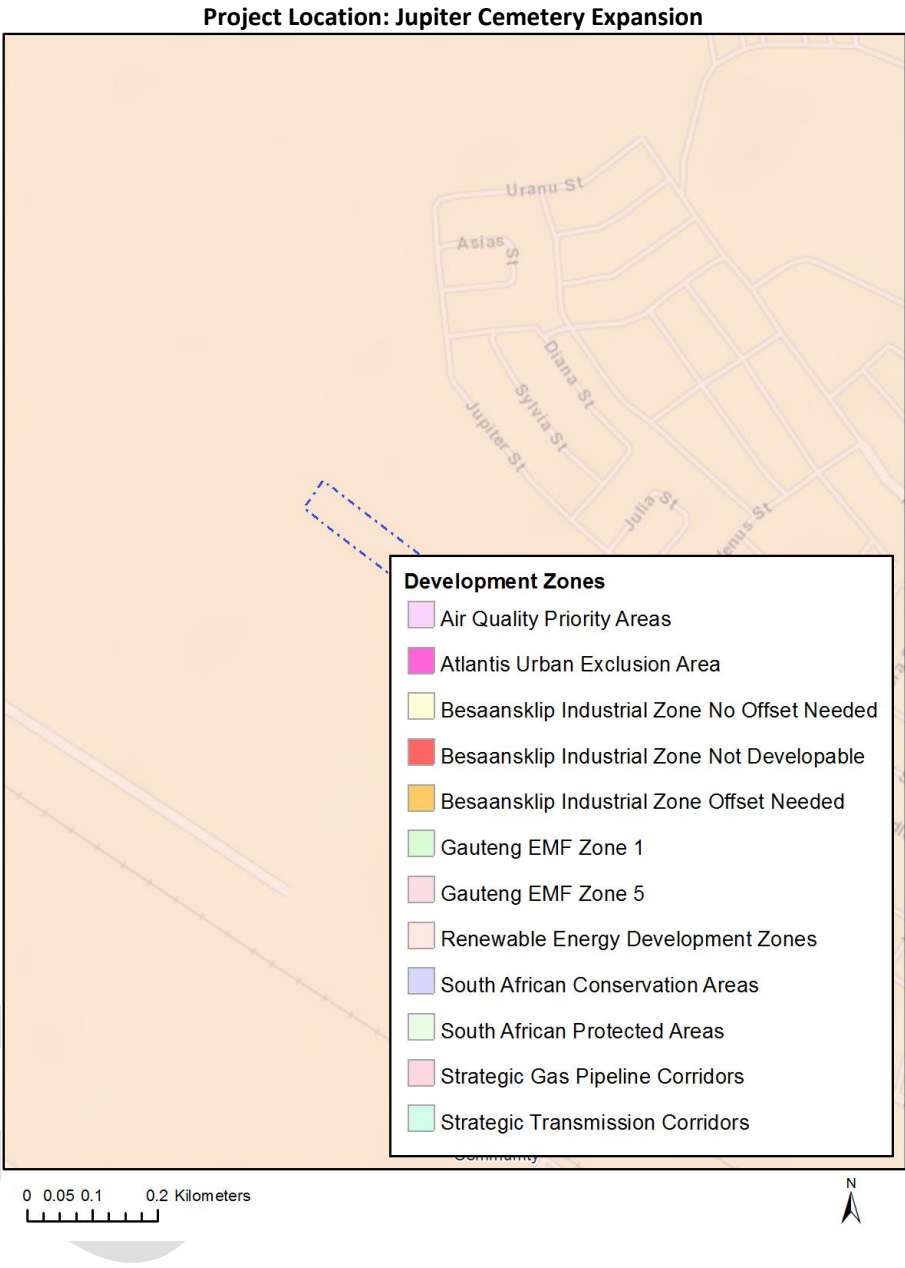 Project Location: Jupiter Cemetery Expansion
Uranu St
Asias St
Diana St
Sylvia St
Jupiter St
Julia St
enus St
Development Zones
Air Quality Priority Areas
Atlantis Urban Exclusion Area
Besaansklip Industrial Zone No Offset Needed
Besaansklip Industrial Zone Not Developable
Besaansklip Industrial Zone Offset Needed
Gauteng EMF Zone 1
Gauteng EMF Zone 5
Renewable Energy Development Zones
South African Conservation Areas
South African Protected Areas
Strategic Gas Pipeline Corridors
Strategic Transmission Corridors
Community
0 0.05 0.1 0.2 Kilometers
N